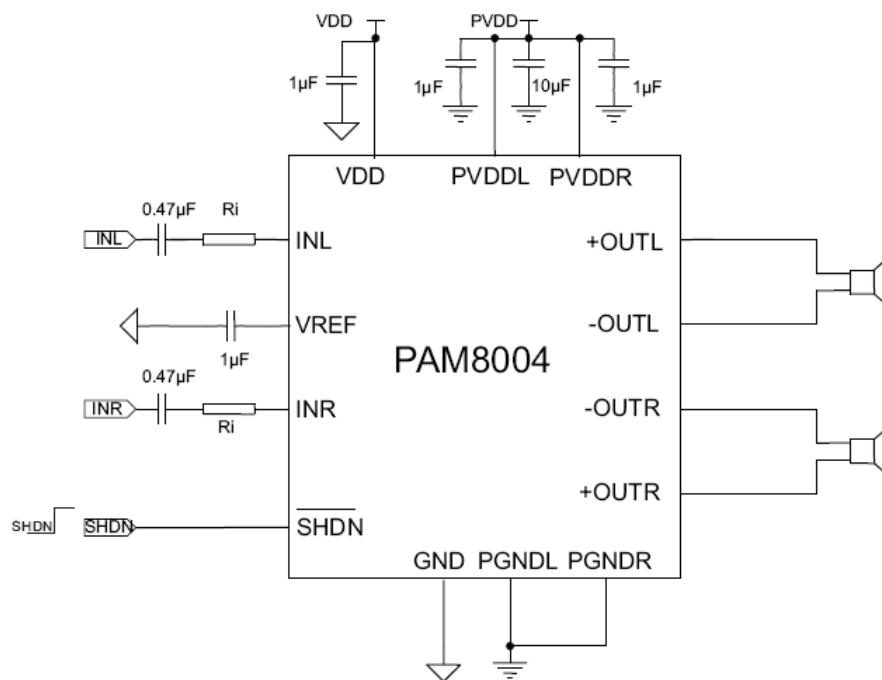 VDD
PVDD
1µF
1µF
10µF
1µF
VDD
PVDDL
PVDDR
0.47µF
Ri
INL
INL
+OUTL
VREF
-OUTL
1µF
PAM8004
0.47µF
INR
INR
-OUTR
Ri
+OUTR
SHDN
SHDN
SHDN
GND
PGNDL
PGNDR